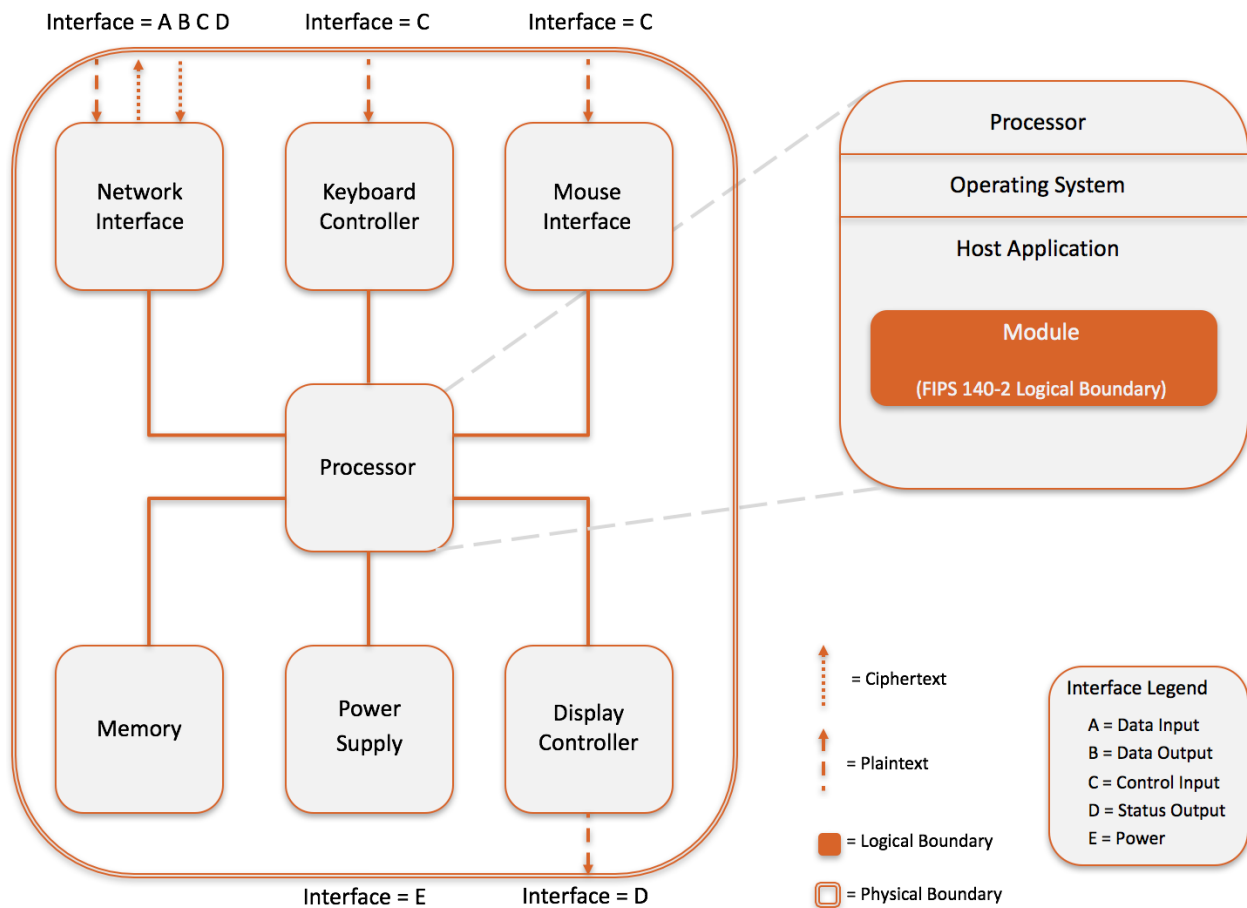 Interface = A B C D
Interface = C
Interface = C
Network
Interface
Keyboard
Controller
Mouse
Interface
Processor
Memory
Power
Supply
Display
Controller
Interface = E
Interface = D
Processor
Operating System
Host Application
Module
(FIPS 140-2 Logical Boundary)
= Ciphertext
= Plaintext
= Logical Boundary
= Physical Boundary
Interface Legend
A = Data Input
B = Data Output
C = Control Input
D = Status Output
E = Power